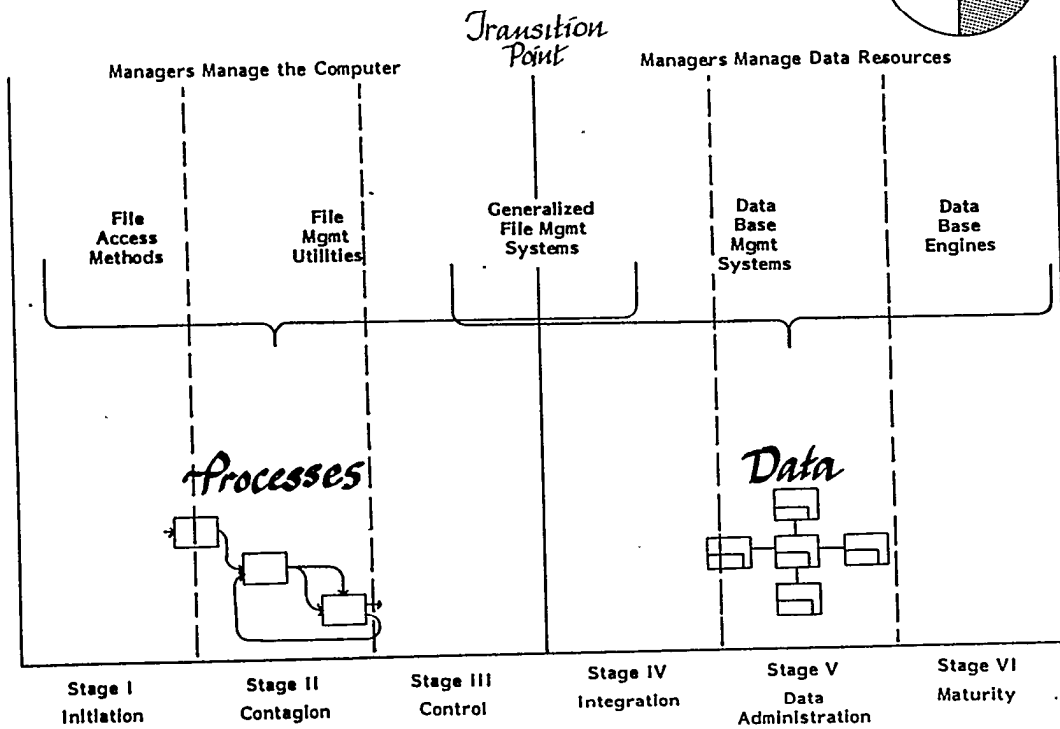 Transition
Point
Managers Manage the Computer
Managers Manage Data Resources
File
Access
Methods
File
Mgmt
Utilities
Generalized
File Mgmt
Systems
Data
Base
Mgmt
Systems
Data
Base
Engines
Processes
Data
Stage I
Initiation
Stage II
Contagion
Stage III
Control
Stage IV
Integration
Stage V
Data
Administration
Stage VI
Maturity